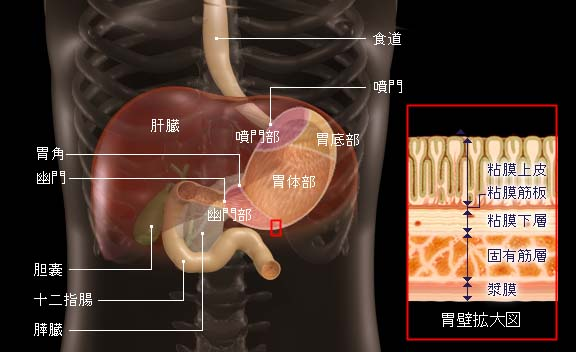 食道
噴門
肝臓
噴門部
胃底部
胃角
胃体部
幽門
幽門部
胆嚢
十二指腸
膵臓
粘膜上皮
粘膜筋板
粘膜下層
固有筋層
漿膜
胃壁拡大図